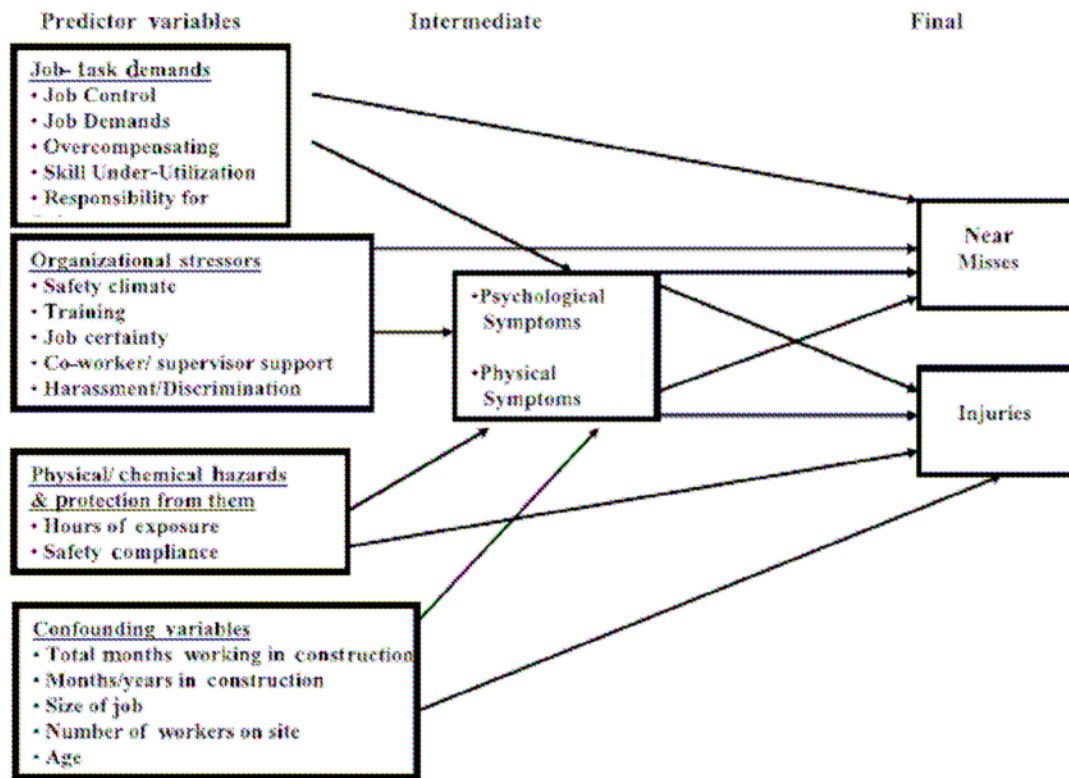 Predictor variables
Intermediate
Final
Job- task demands
• Job Control
• Job Demands
• Overcompensating
• Skill Under-Utilization
• Responsibility for
Organizational stressors
• Safety climate
• Training
• Job certainty
• Co-worker/ supervisor support
• Harassment/Discrimination
Physical/ chemical hazards
& protection from them
• Hours of exposure
• Safety compliance
Confounding variables
• Total months working in construction
• Months/years in construction
• Size of job
• Number of workers on site
• Age
•Psychological
Symptoms
•Physical
Symptoms
Near
Misses
Injuries